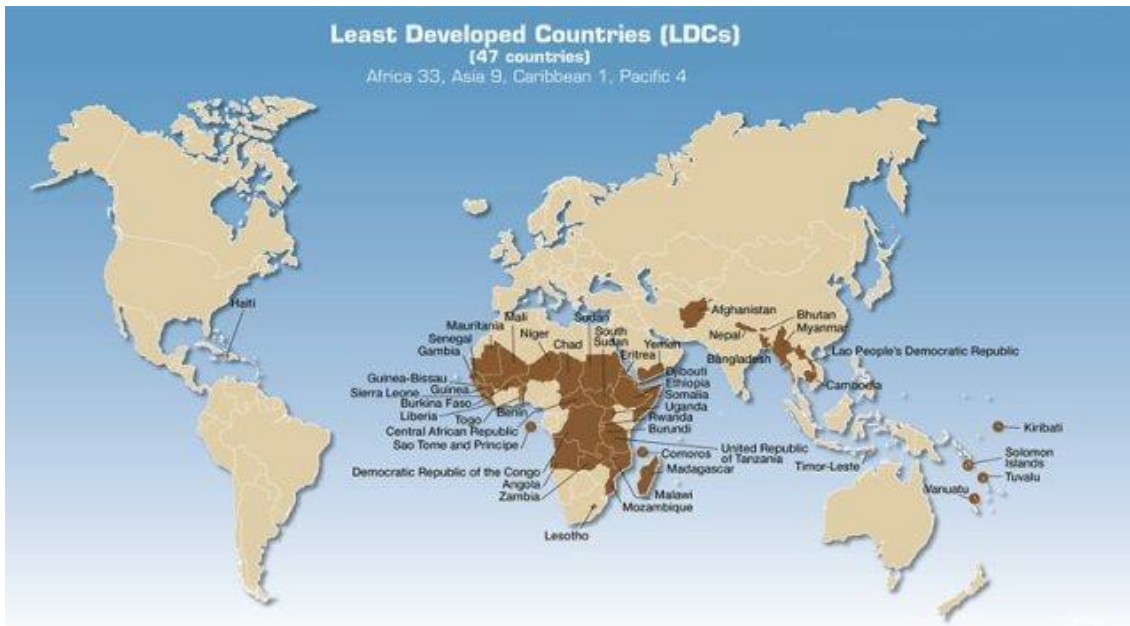 Least Developed Countries (LDCs)
(47 countries)
Africa 33, Asia 9, Caribbean 1, Pacific 4
Haiti
Mali
Sudan
Mauritania
Niger
South
Sudan
Senegal
Chad
Yemen
Gambia
Eritrea
Afghanistan
Bhutan
Nepal
Myanmar
Bangladesh
Lao People's Democratic Republic
Cambodia
Djibouti
Ethiopia
Somalia
Uganda
Rwanda
Burundi
Guinea-Bissau
Guinea
Sierra Leone
Burkina Faso
Liberia
Togo
Benin
Central African Republic
Sao Tome and Principe
United Republic
of Tanzania
Comoros
Madagascar
Democratic Republic of the Congo
Angola
Zambia
Malawi
Mozambique
Lesotho
Timor-Leste
Kiribati
Solomon
Islands
Tuvalu
Vanuatu